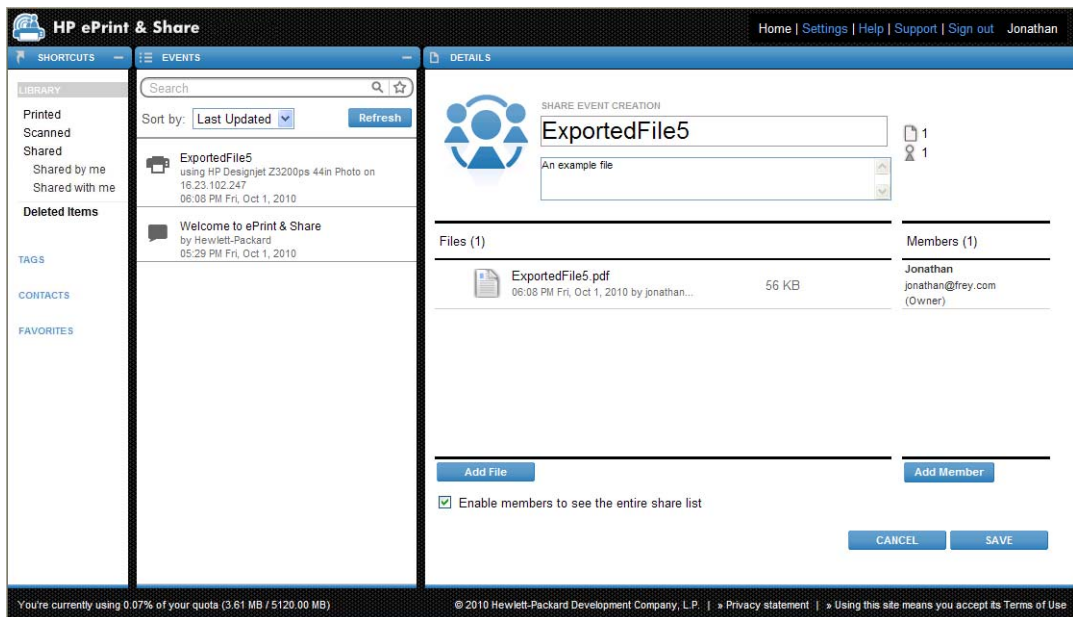 HP ePrint & Share
Home | Settings | Help | Support | Sign out Jonathan
SHORTCUTS
EVENTS
DETAILS
LIBRARY
Printed
Scanned
Shared
Shared by me
Shared with me
Deleted Items
TAGS
CONTACTS
FAVORITES
Search
Sort by: Last Updated Refresh
ExportedFile5
using HP Designjet Z3200ps 44in Photo on
16.23.102.247
06:08 PM Fri, Oct 1, 2010
Welcome to ePrint & Share
by Hewlett-Packard
05:29 PM Fri, Oct 1, 2010
SHARE EVENT CREATION
ExportedFile5
An example file
1
1
Files (1)
ExportedFile5.pdf
06:08 PM Fri, Oct 1, 2010 by jonathan...
56 KB
Members (1)
Jonathan
jonathan@frey.com
(Owner)
Add File
Add Member
Enable members to see the entire share list
CANCEL
SAVE
You're currently using 0.07% of your quota (3.61 MB / 5120.00 MB)
© 2010 Hewlett-Packard Development Company, L.P. | » Privacy statement | » Using this site means you accept its Terms of Use